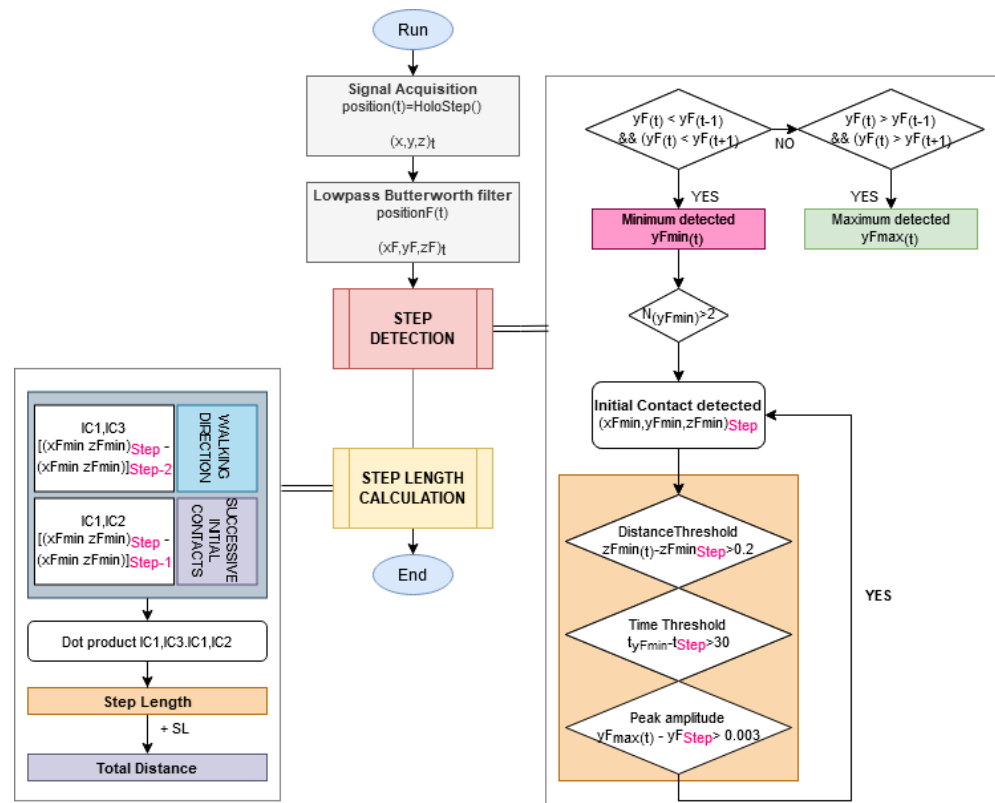 Run
Signal Acquisition
position(t)=HoloStep()
(x,y,z)t
Lowpass Butterworth filter
positionF(t)
(xF,yF,zF)t
STEP
DETECTION
STEP LENGTH
CALCULATION
End
yF(t) < yF(t-1)
&& (yF(t) < yF(t+1)
NO
yF(t) > yF(t-1)
&& (yF(t) > yF(t+1)
YES
YES
Minimum detected
yFmin(t)
Maximum detected
yFmax(t)
N(yFmin)>2
Initial Contact detected
(xFmin,yFmin,zFmin)Step
DistanceThreshold
zFmin(t)-zFminStep>0.2
Time Threshold
tyFmin-tStep>30
Peak amplitude
yFmax(t) - yFStep> 0.003
YES
IC1,IC3
[(xFmin zFmin)Step -
(xFmin zFmin)]Step-2
WALKING
DIRECTION
IC1,IC2
[(xFmin zFmin)Step -
(xFmin zFmin)]Step-1
SUCCESSIVE
INITIAL
CONTACTS
Dot product IC1,IC3.IC1,IC2
Step Length
+ SL
Total Distance